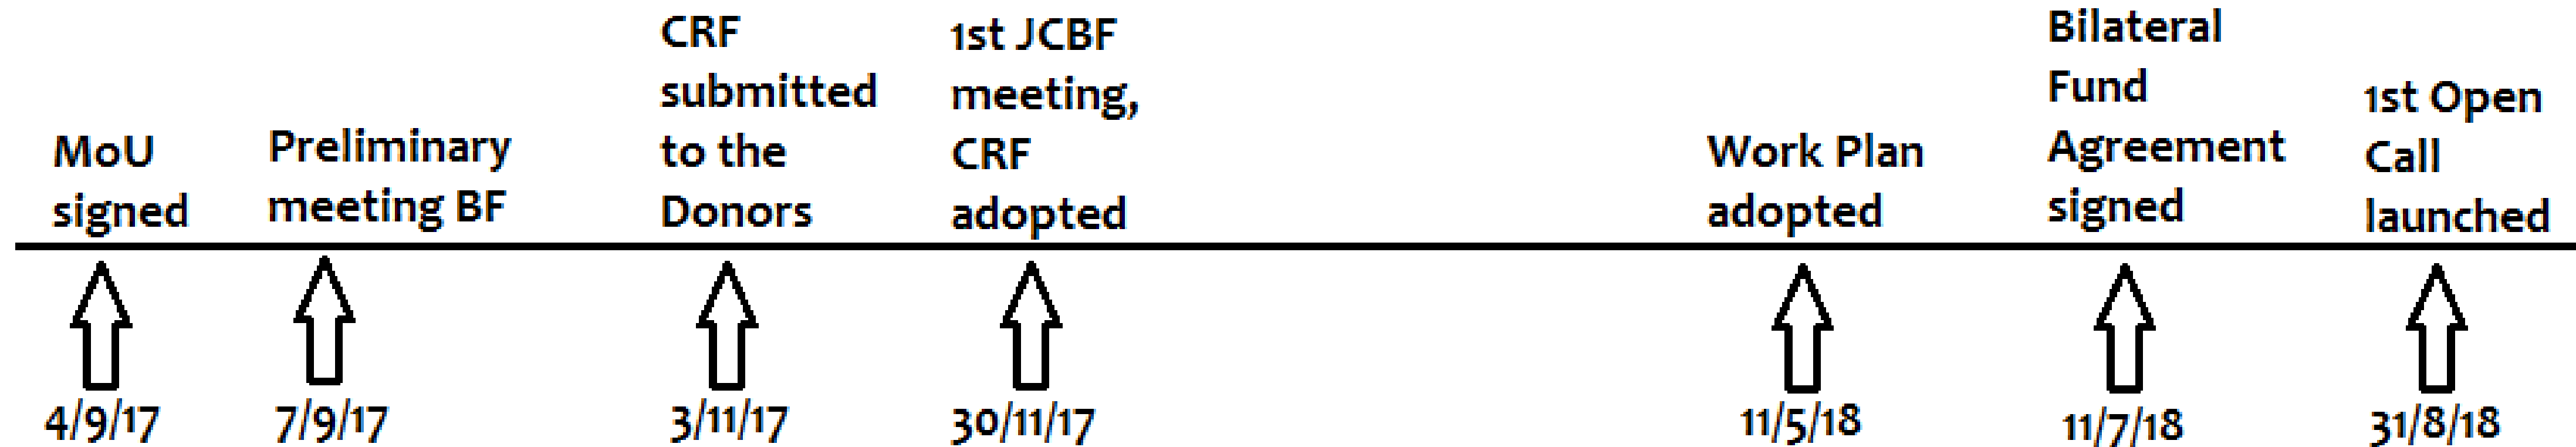 MoU
signed
Preliminary
meeting BF
CRF
submitted
to the
Donors
1st JCBF
meeting,
CRF
adopted
Work Plan
adopted
Bilateral
Fund
Agreement
signed
1st Open
Call
launched
4/9/17
7/9/17
3/11/17
30/11/17
11/5/18
11/7/18
31/8/18